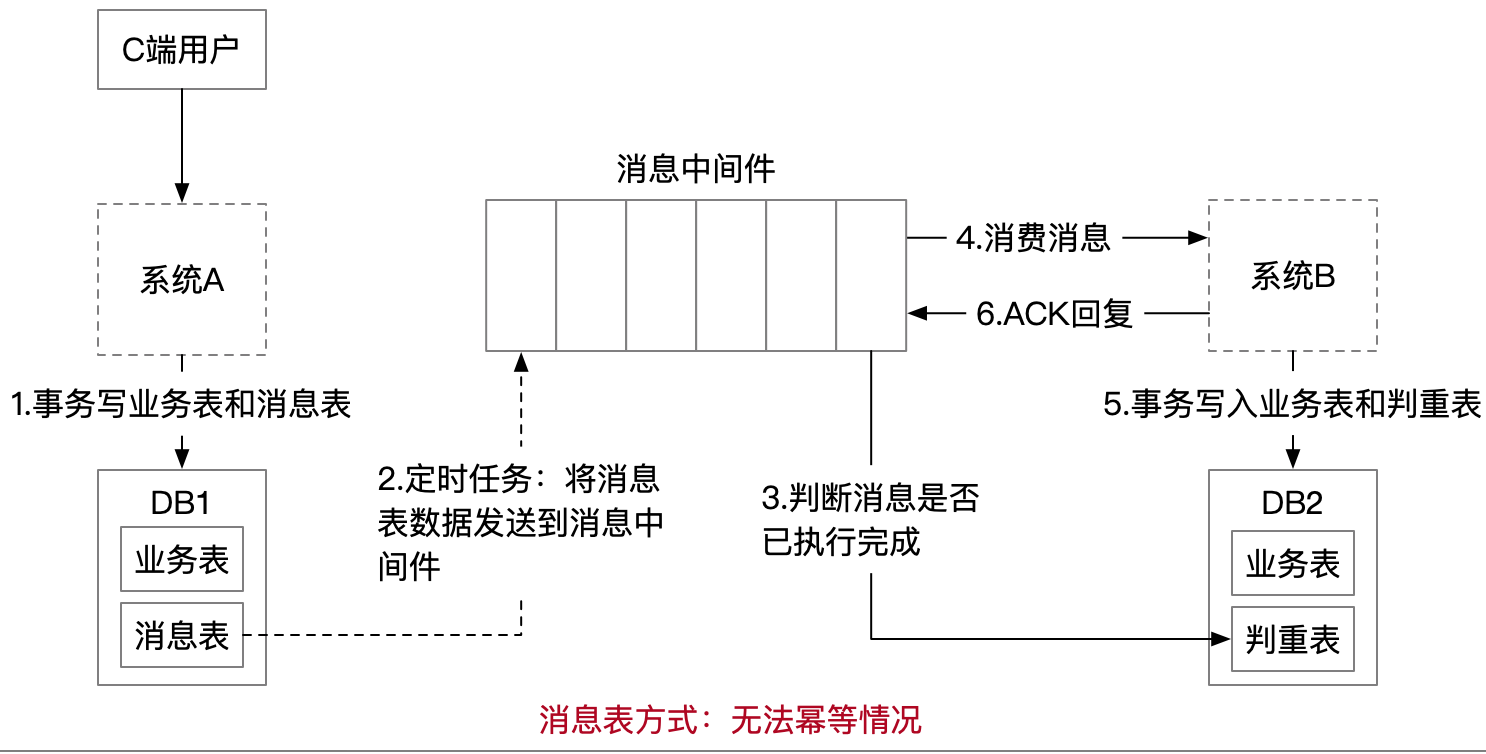 C端用户
消息中间件
4.消费消息
系统A
系统B
6.ACK回复
1.事务写业务表和消息表
5.事务写入业务表和判重表
2.定时任务：将消息
表数据发送到消息中
间件
3.判断消息是否
已执行完成
DB1
业务表
消息表
DB2
业务表
判重表
消息表方式：无法幂等情况